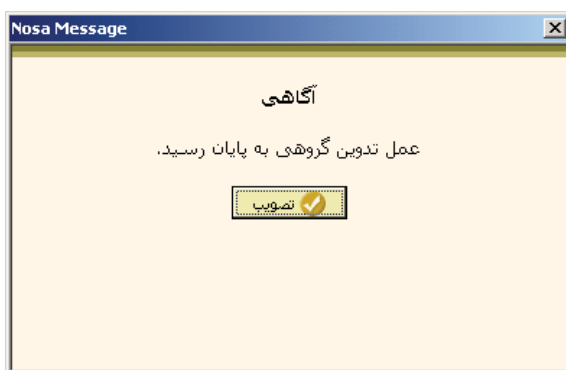 Nosa Message
آگاهی
عمل تدوین گروهی به پایان رسید.
تصویب